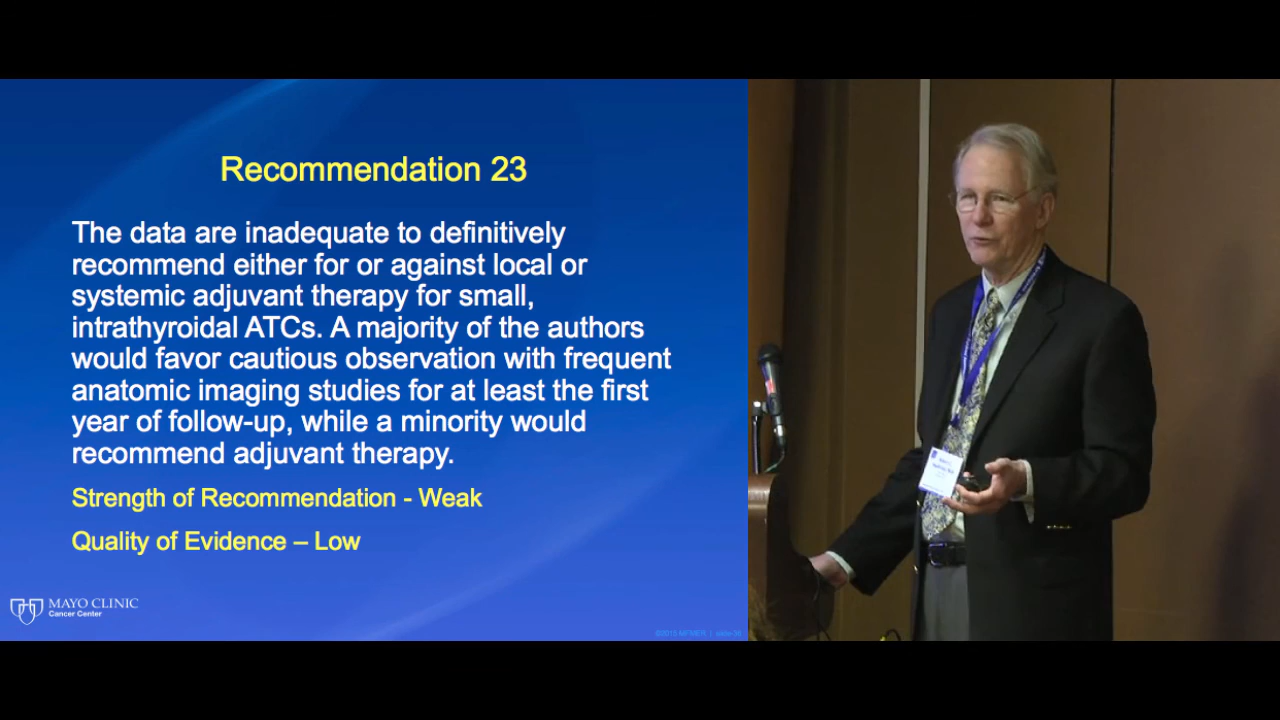 Recommendation 23
The data are inadequate to definitively
recommend either for or against local or
systemic adjuvant therapy for small,
intrathyroidal ATCs. A majority of the authors
would favor cautious observation with frequent
anatomic imaging studies for at least the first
year of follow-up, while a minority would
recommend adjuvant therapy.
Strength of Recommendation - Weak
Quality of Evidence – Low
MAYO CLINIC
Cancer Center